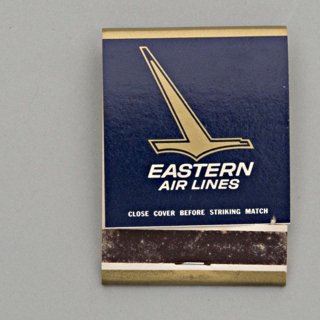 EASTERN
AIR LINES
CLOSE COVER BEFORE STRIKING MATCH